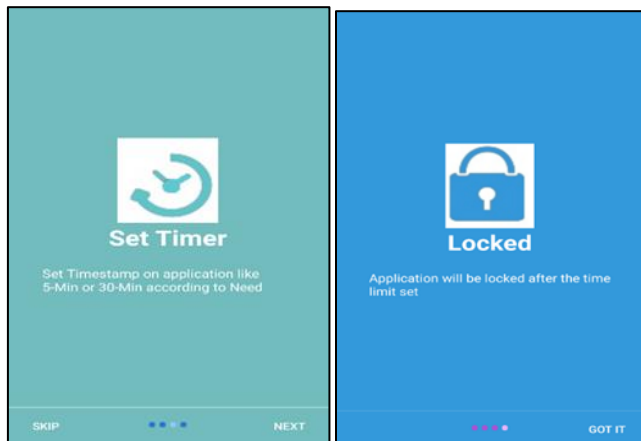 Set Timer
Set Timestamp on application like
5-Min or 30-Min according to Need
SKIP
NEXT
Locked
Application will be locked after the time
limit set
GOT IT